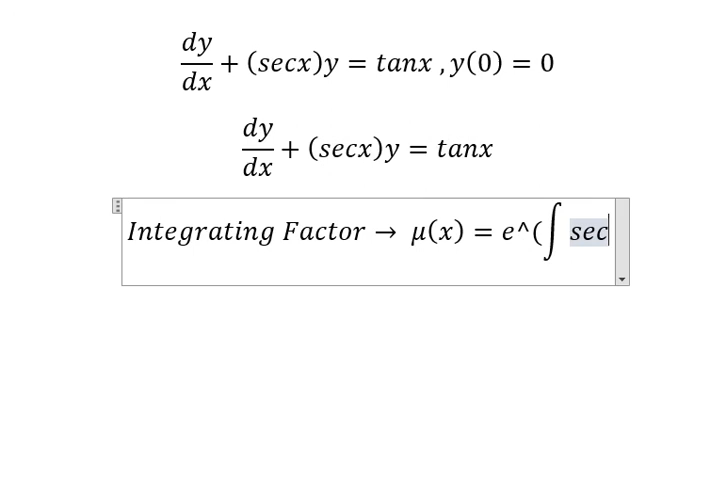 dy/dx + (secx)y = tanx , y(0) = 0
dy/dx + (secx)y = tanx
Integrating Factor → μ(x) = e^(∫ sec